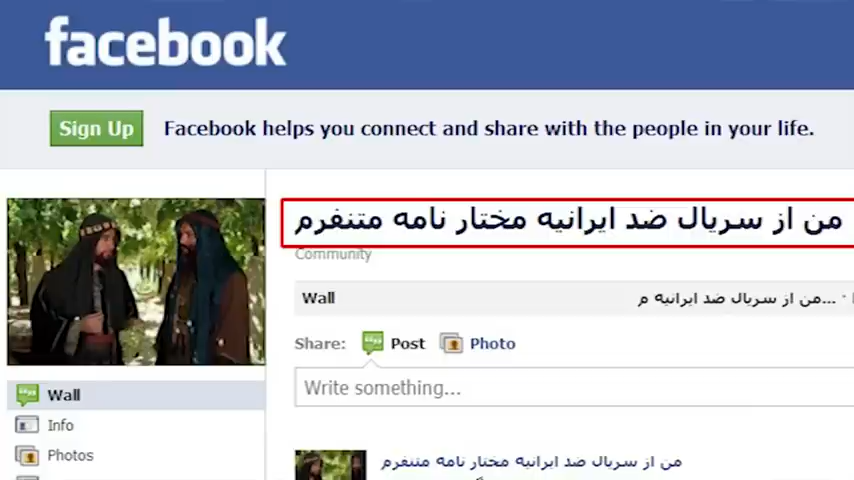 facebook
Sign Up Facebook helps you connect and share with the people in your life.
من از سریال ضد ایرانیه مختار نامه متنفرم
Community
Wall من از سریال ضد ایرانیه م...
Share: Post Photo
Write something...
Wall
Info
Photos
من از سریال ضد ایرانیه مختار نامه متنفرم